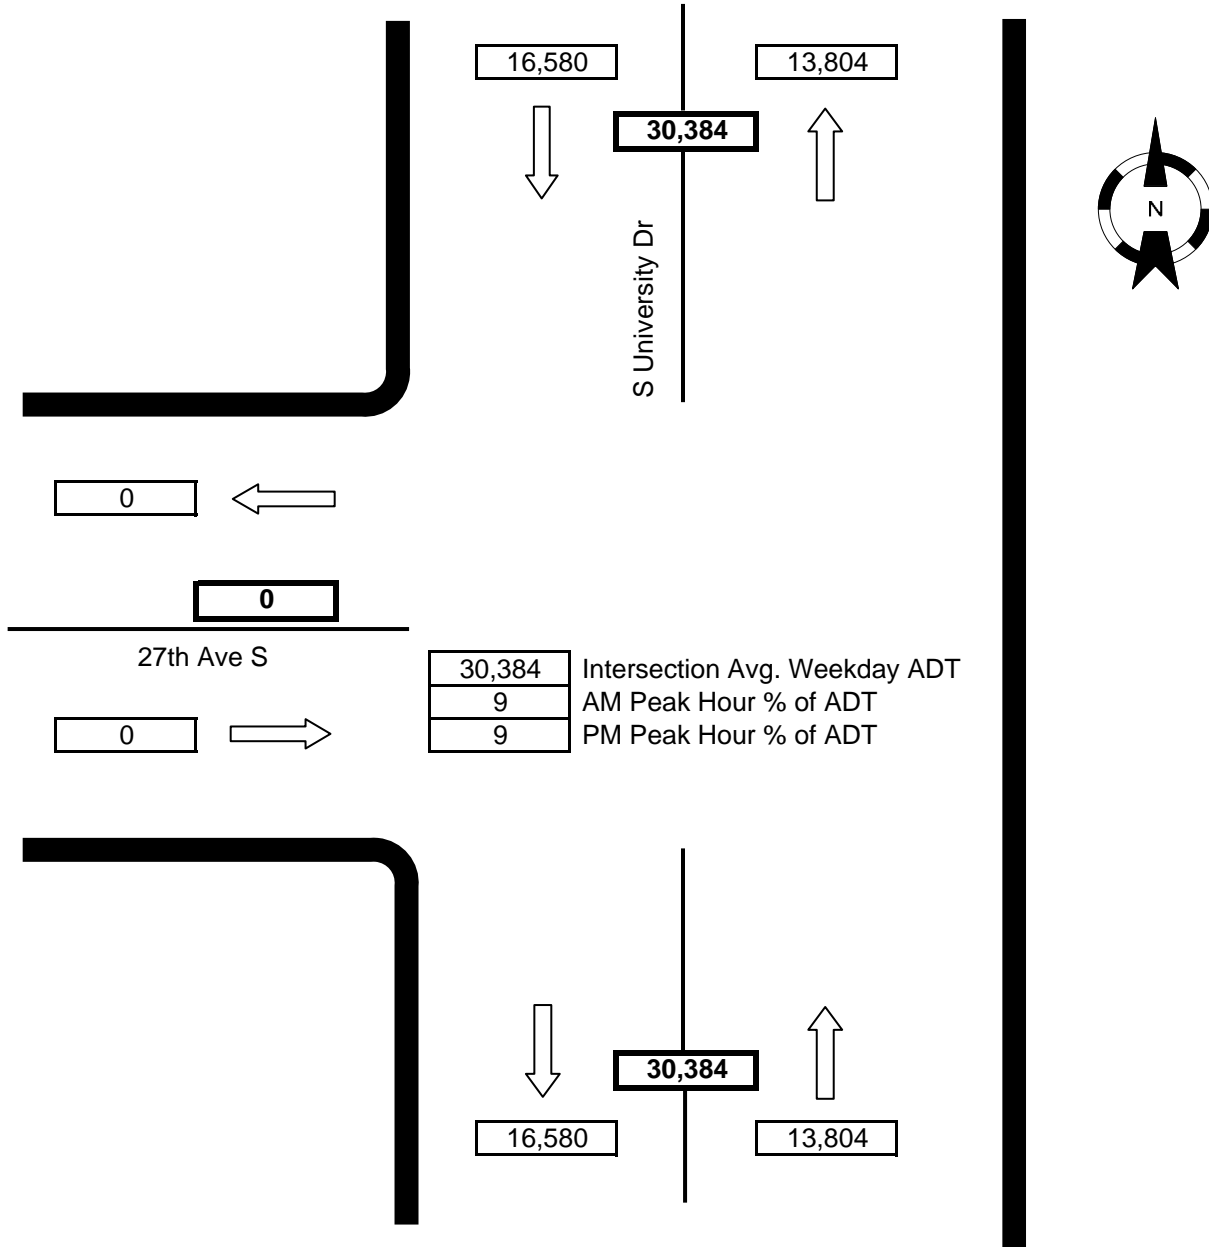 16,580
13,804
30,384
S University Dr
N
0
0
27th Ave S
30,384 Intersection Avg. Weekday ADT
9 AM Peak Hour % of ADT
0
9 PM Peak Hour % of ADT
30,384
16,580
13,804